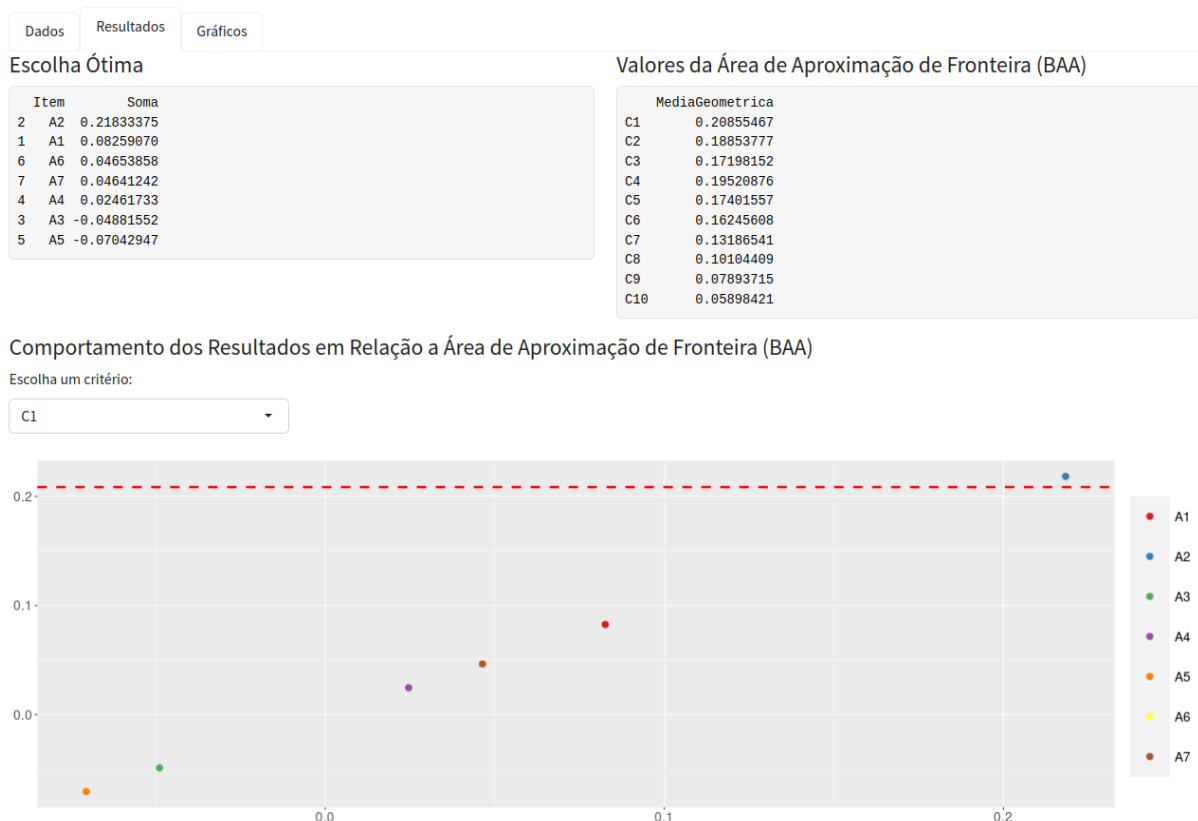 Dados Resultados Gráficos
Escolha Ótima
Item Soma
2 A2 0.21833375
1 A1 0.08259070
6 A6 0.04653858
7 A7 0.04641242
4 A4 0.02461733
3 A3 -0.04881552
5 A5 -0.07042947
Valores da Área de Aproximação de Fronteira (BAA)
MediaGeometrica
C1 0.20855467
C2 0.18853777
C3 0.17198152
C4 0.19520876
C5 0.17401557
C6 0.16245608
C7 0.13186541
C8 0.10104409
C9 0.07893715
C10 0.05898421
Comportamento dos Resultados em Relação a Área de Aproximação de Fronteira (BAA)
Escolha um critério:
C1
0.2
0.1
0.0
0.0 0.1 0.2
A1
A2
A3
A4
A5
A6
A7